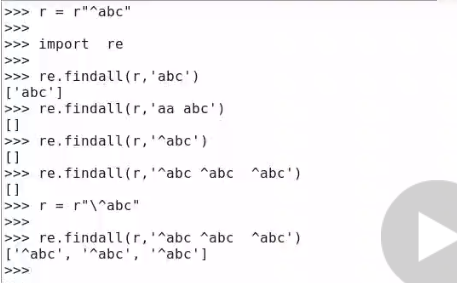 >>> r = r"^abc"
>>>
>>> import  re
>>>
>>> re.findall(r,'abc')
['abc']
>>> re.findall(r,'aa abc')
[]
>>> re.findall(r,'^abc')
[]
>>> re.findall(r,'^abc ^abc  ^abc')
[]
>>> r = r"\^abc"
>>>
>>> re.findall(r,'^abc ^abc  ^abc')
['^abc', '^abc', '^abc']
>>>